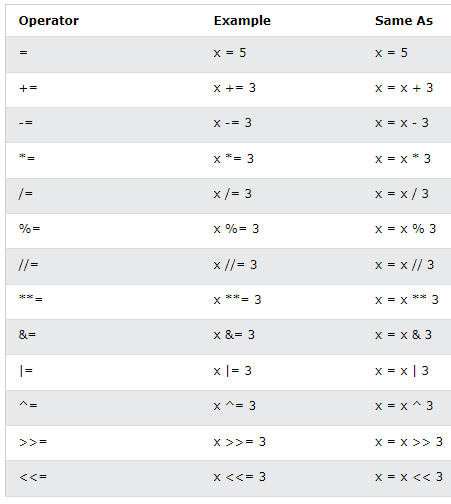 Operator Example Same As
= x = 5 x = 5
+= x += 3 x = x + 3
-= x -= 3 x = x - 3
*= x *= 3 x = x * 3
/= x /= 3 x = x / 3
%= x %= 3 x = x % 3
//= x //= 3 x = x // 3
**= x **= 3 x = x ** 3
&= x &= 3 x = x & 3
|= x |= 3 x = x | 3
^= x ^= 3 x = x ^ 3
>>= x >>= 3 x = x >> 3
<<= x <<= 3 x = x << 3